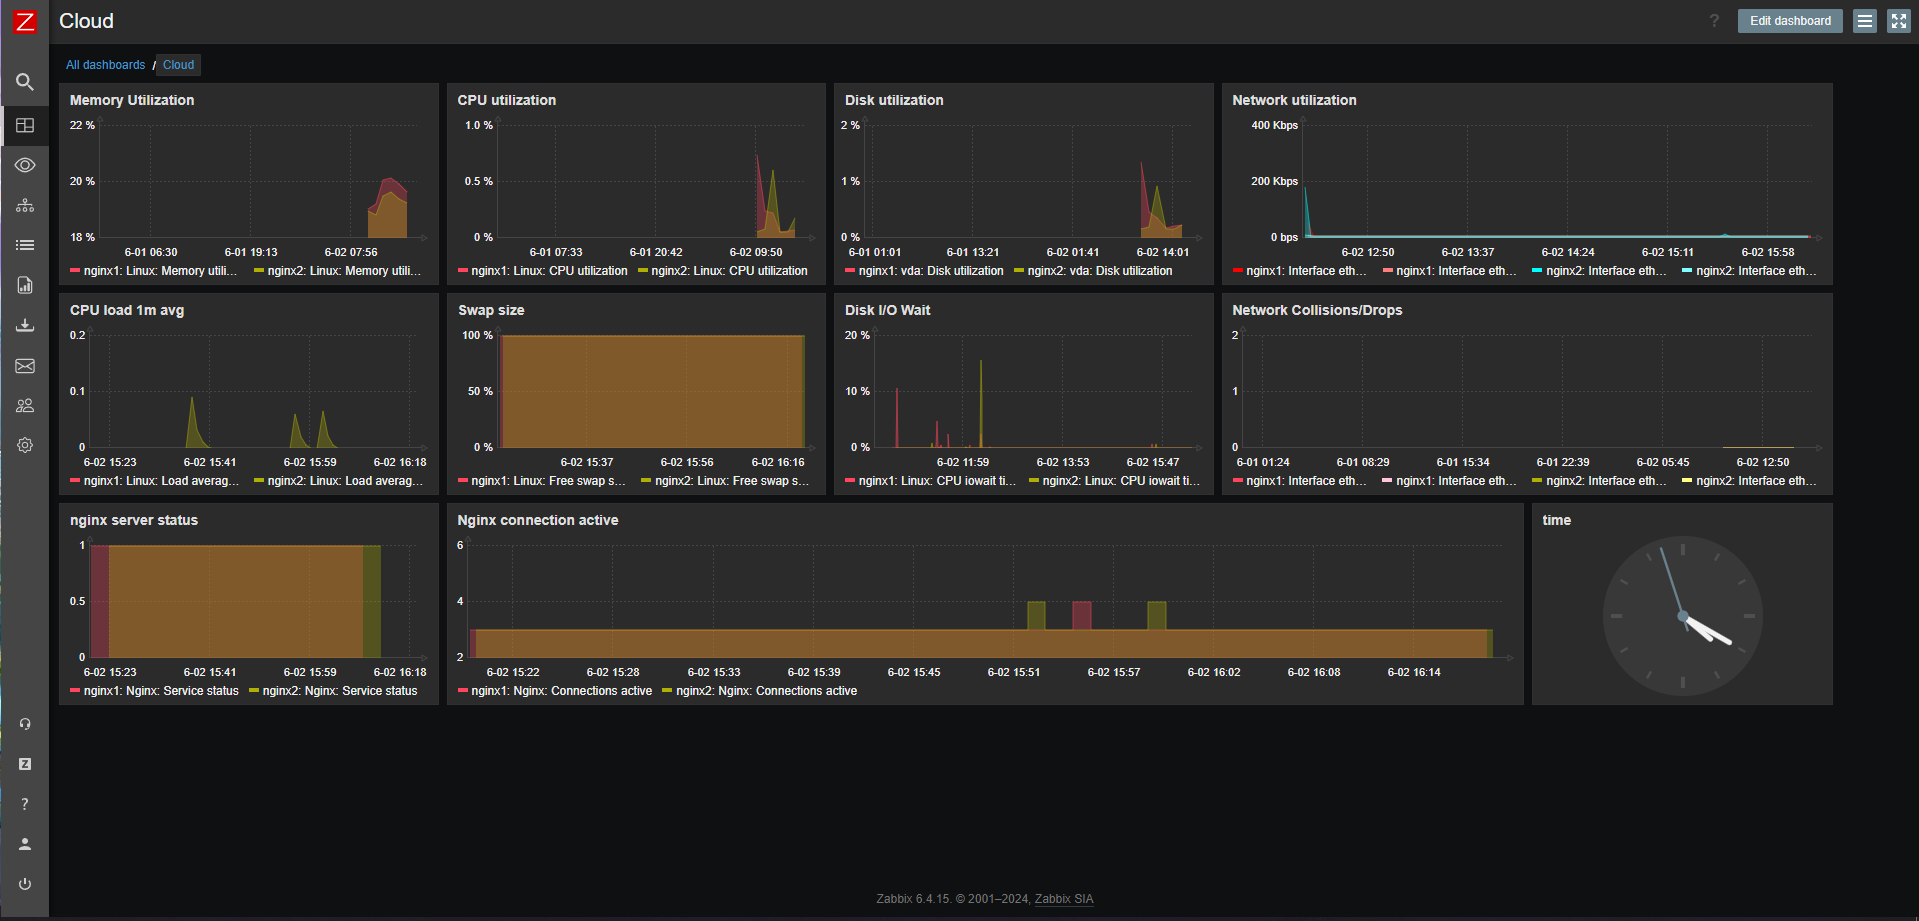 Z
Cloud
?
Edit dashboard
All dashboards / Cloud
Memory Utilization
22 %
20 %
18 %
6-01 06:30 6-01 19:13 6-02 07:56
nginx1: Linux: Memory utili... nginx2: Linux: Memory utili...
CPU utilization
1.0 %
0.5 %
0 %
6-01 07:33 6-01 20:42 6-02 09:50
nginx1: Linux: CPU utilization nginx2: Linux: CPU utilization
Disk utilization
2 %
1 %
0 %
6-01 01:01 6-01 13:21 6-02 01:41 6-02 14:01
nginx1: vda: Disk utilization nginx2: vda: Disk utilization
Network utilization
400 Kbps
200 Kbps
0 bps
6-02 12:50 6-02 13:37 6-02 14:24 6-02 15:11 6-02 15:58
nginx1: Interface eth... nginx1: Interface eth... nginx2: Interface eth... nginx2: Interface eth...
CPU load 1m avg
0.2
0.1
0
6-02 15:23 6-02 15:41 6-02 15:59 6-02 16:18
nginx1: Linux: Load averag... nginx2: Linux: Load averag...
Swap size
100 %
50 %
0 %
6-02 15:37 6-02 15:56 6-02 16:16
nginx1: Linux: Free swap s... nginx2: Linux: Free swap s...
Disk I/O Wait
20 %
10 %
0 %
6-02 11:59 6-02 13:53 6-02 15:47
nginx1: Linux: CPU iowait ti... nginx2: Linux: CPU iowait ti...
Network Collisions/Drops
2
1
0
6-01 01:24 6-01 08:29 6-01 15:34 6-01 22:39 6-02 05:45 6-02 12:50
nginx1: Interface eth... nginx1: Interface eth... nginx2: Interface eth... nginx2: Interface eth...
nginx server status
1
0.5
0
6-02 15:23 6-02 15:41 6-02 15:59 6-02 16:18
nginx1: Nginx: Service status nginx2: Nginx: Service status
Nginx connection active
6
4
2
6-02 15:22 6-02 15:28 6-02 15:33 6-02 15:39 6-02 15:45 6-02 15:51 6-02 15:57 6-02 16:02 6-02 16:08 6-02 16:14
nginx1: Nginx: Connections active nginx2: Nginx: Connections active
time
Z
?
Zabbix 6.4.15. © 2001–2024, Zabbix SIA